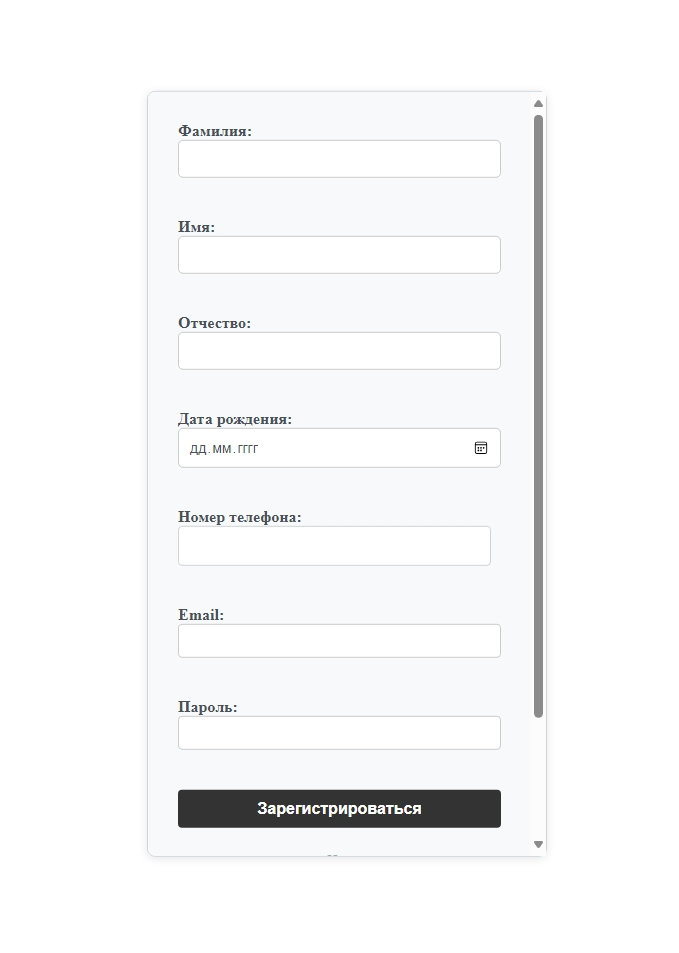 Фамилия:
Имя:
Отчество:
Дата рождения:
дд.мм.гггг
Номер телефона:
Email:
Пароль:
Зарегистрироваться